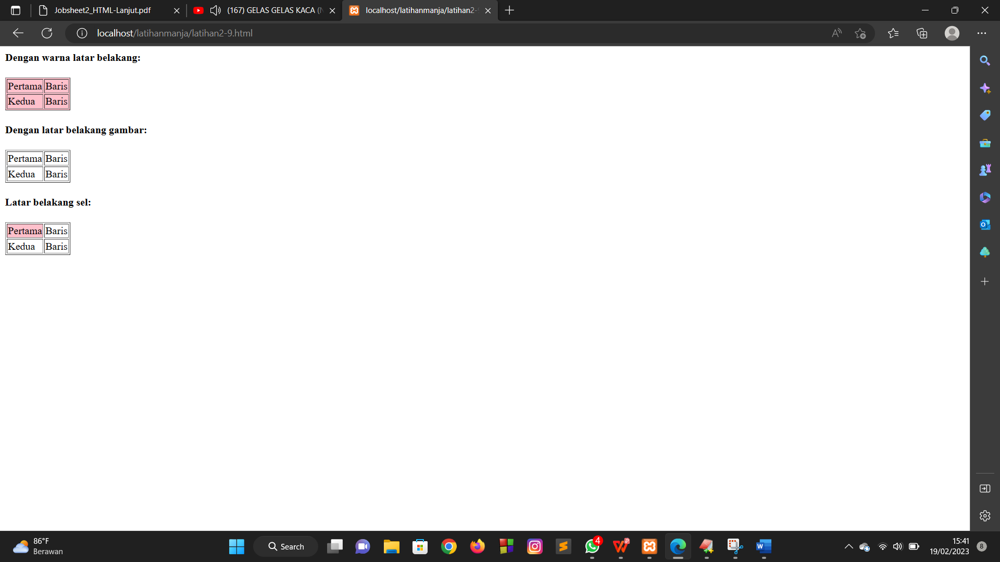 Jobsheet2_HTML-Lanjut.pdf
(167) GELAS GELAS KACA (
localhost/latihanmanja/latihan2-
localhost/latihanmanja/latihan2-9.html
Dengan warna latar belakang:
Pertama Baris
Kedua Baris
Dengan latar belakang gambar:
Pertama Baris
Kedua Baris
Latar belakang sel:
Pertama Baris
Kedua Baris
86°F
Berawan
Search
4
15:41
19/02/2023
8